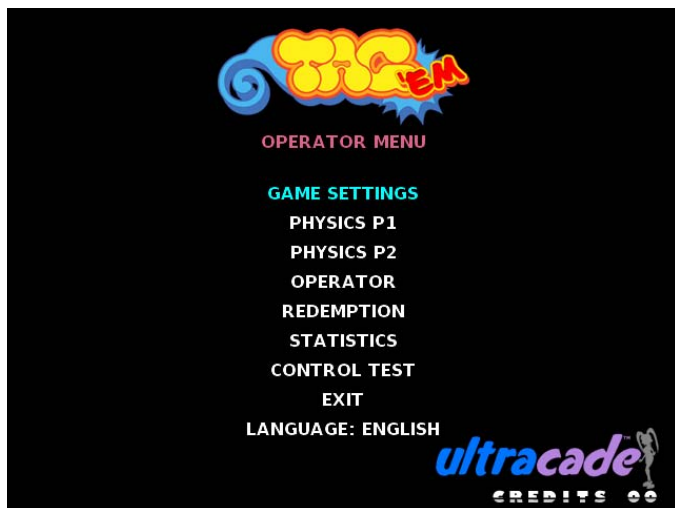 TAG 'EM
OPERATOR MENU
GAME SETTINGS
PHYSICS P1
PHYSICS P2
OPERATOR
REDEMPTION
STATISTICS
CONTROL TEST
EXIT
LANGUAGE: ENGLISH
ultracade™
CREDITS 00